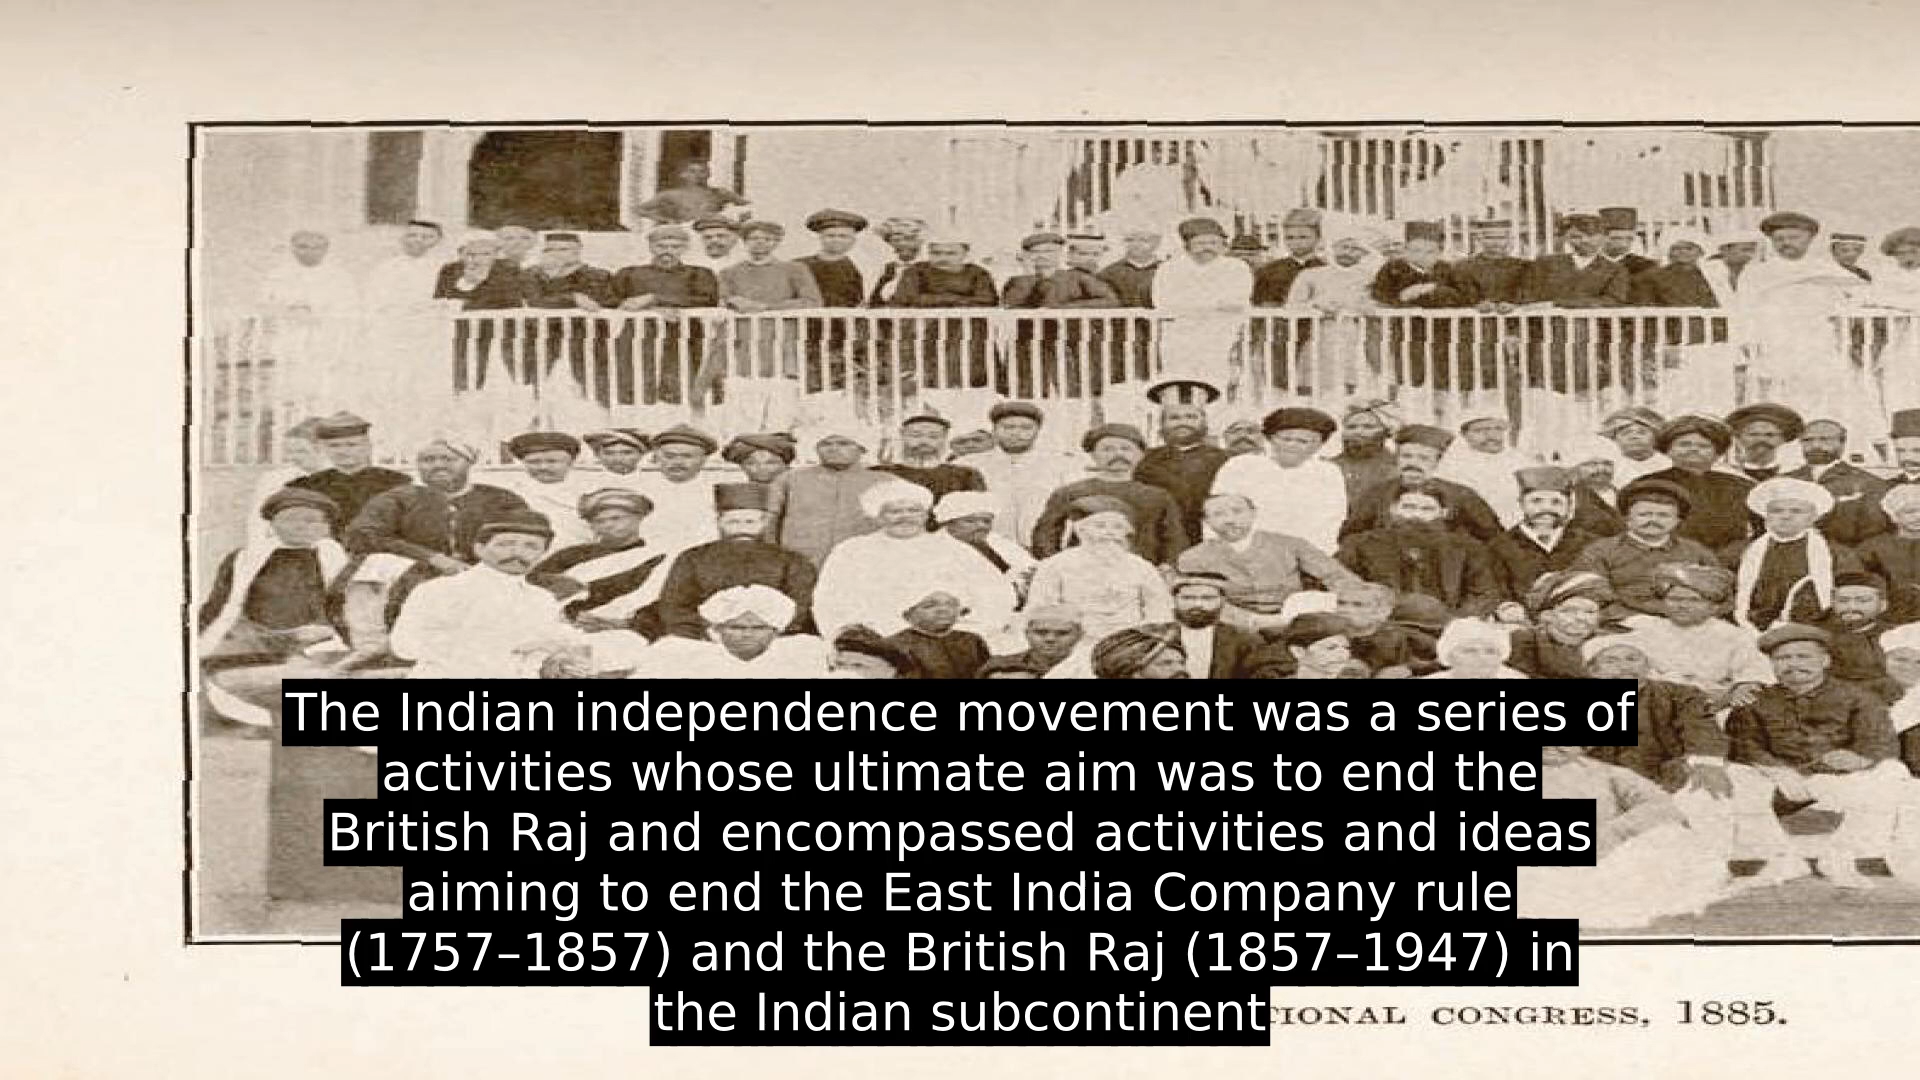 The Indian independence movement was a series of
activities whose ultimate aim was to end the
British Raj and encompassed activities and ideas
aiming to end the East India Company rule
(1757–1857) and the British Raj (1857–1947) in
the Indian subcontinent
CONGRESS, 1885.